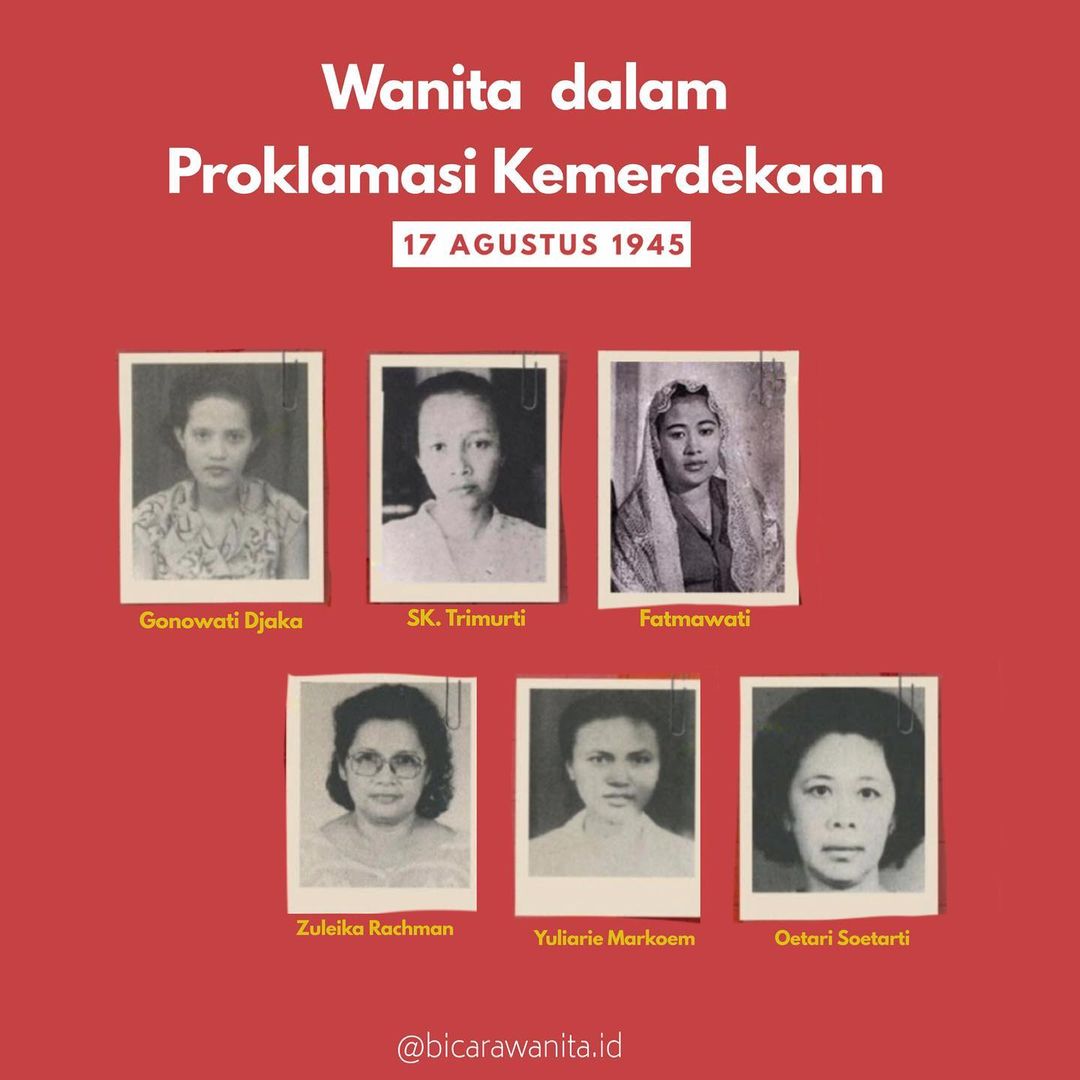 Wanita dalam
Proklamasi Kemerdekaan
17 AGUSTUS 1945
Gonowati Djaka
SK. Trimurti
Fatmawati
Zuleika Rachman
Yuliarie Markoem
Oetari Soetarti
@bicarawanita.id